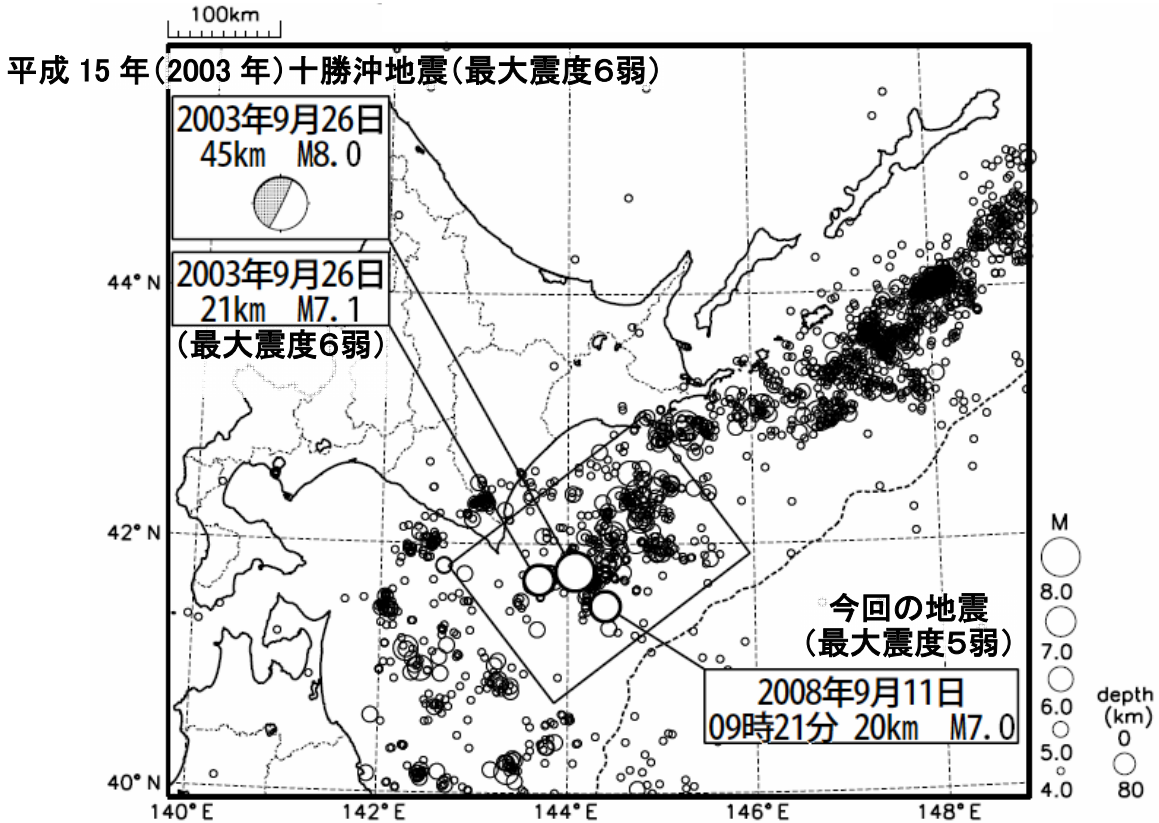 100km
平成 15 年(2003 年)十勝沖地震(最大震度6弱)
2003年9月26日
45km M8.0
2003年9月26日
21km M7.1
(最大震度6弱)
44°N
42°N
40°N
140°E
142°E
144°E
146°E
148°E
今回の地震
(最大震度5弱)
2008年9月11日
09時21分 20km M7.0
M
8.0
7.0
6.0
5.0
4.0
depth
(km)
0
80